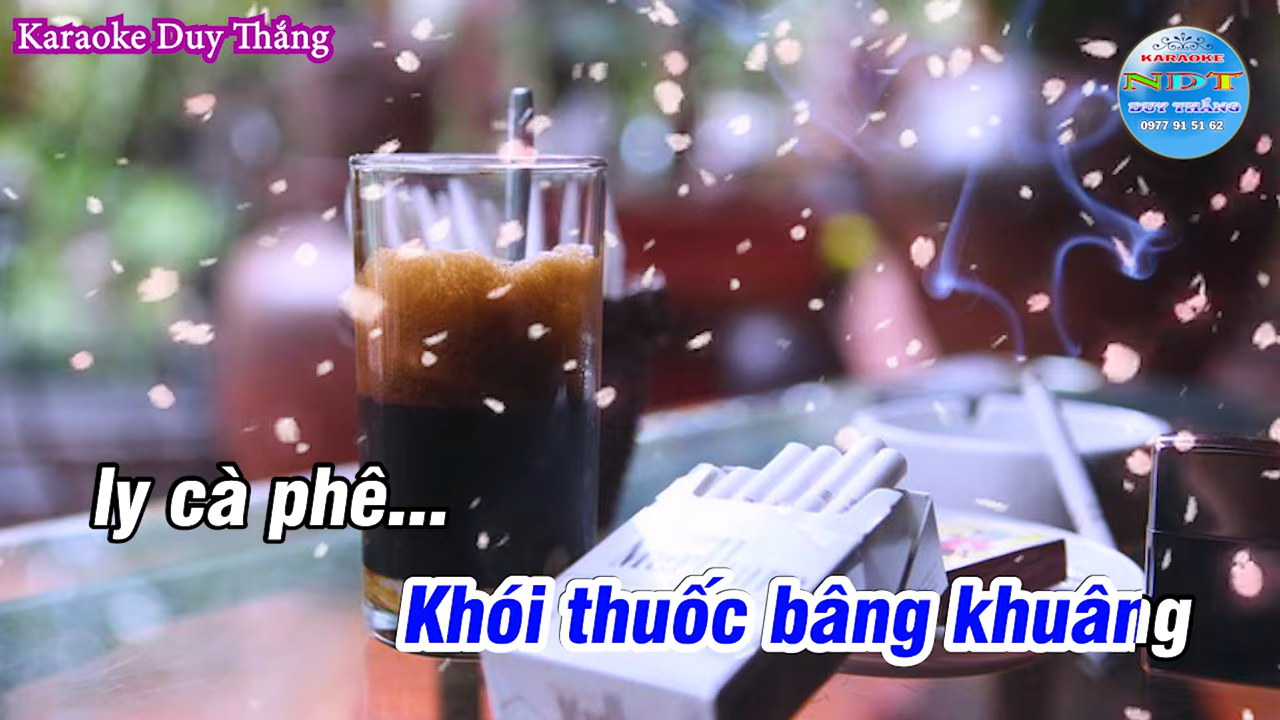 Karaoke Duy Thắng
KARAOKE
NDT
DUY THẮNG
0977 91 51 62
ly cà phê...
Khói thuốc bâng khuâng